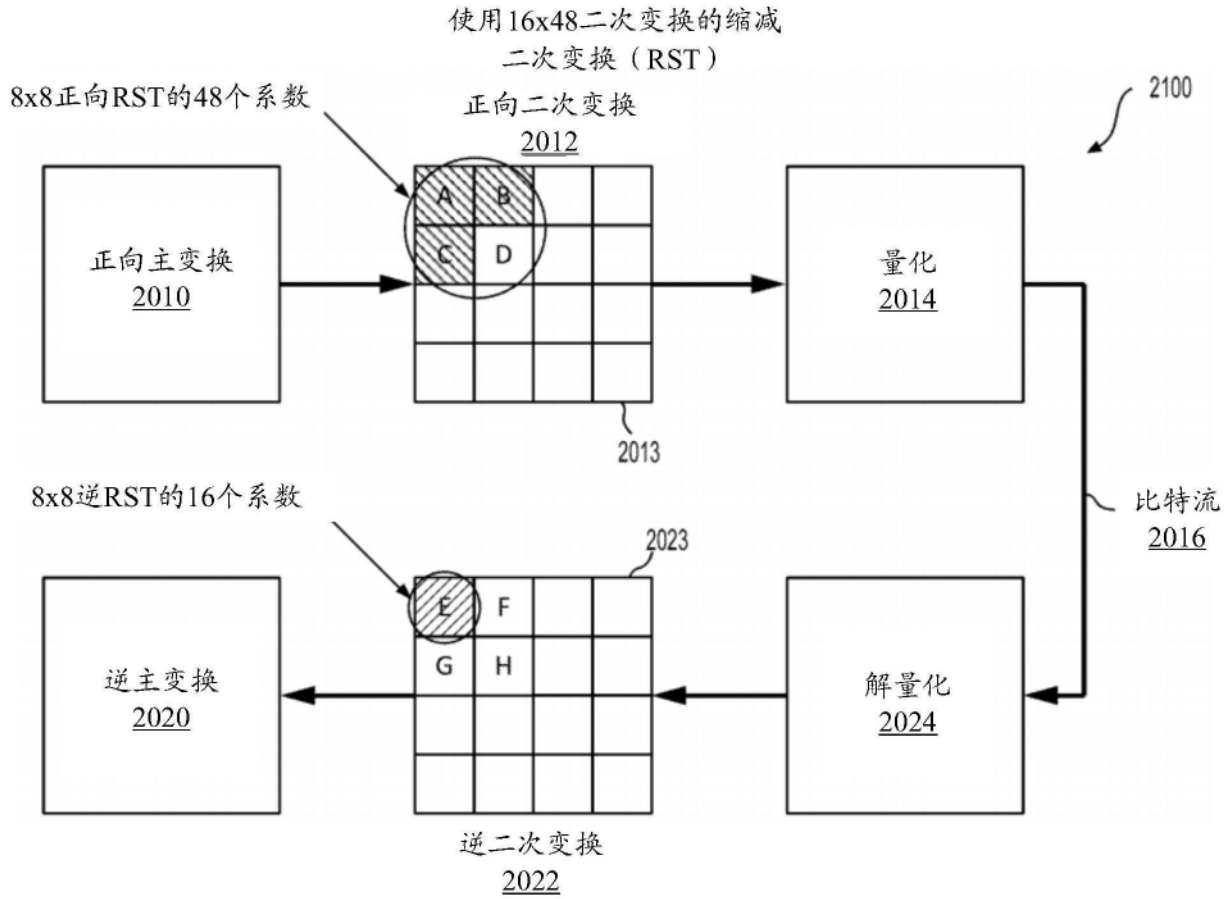 使用16x48二次变换的缩减
二次变换（RST）
8x8正向RST的48个系数
正向二次变换
2012
2100
A
B
C
D
正向主变换
2010
量化
2014
2013
8x8逆RST的16个系数
2023
比特流
2016
E
F
G
H
逆主变换
2020
解量化
2024
逆二次变换
2022